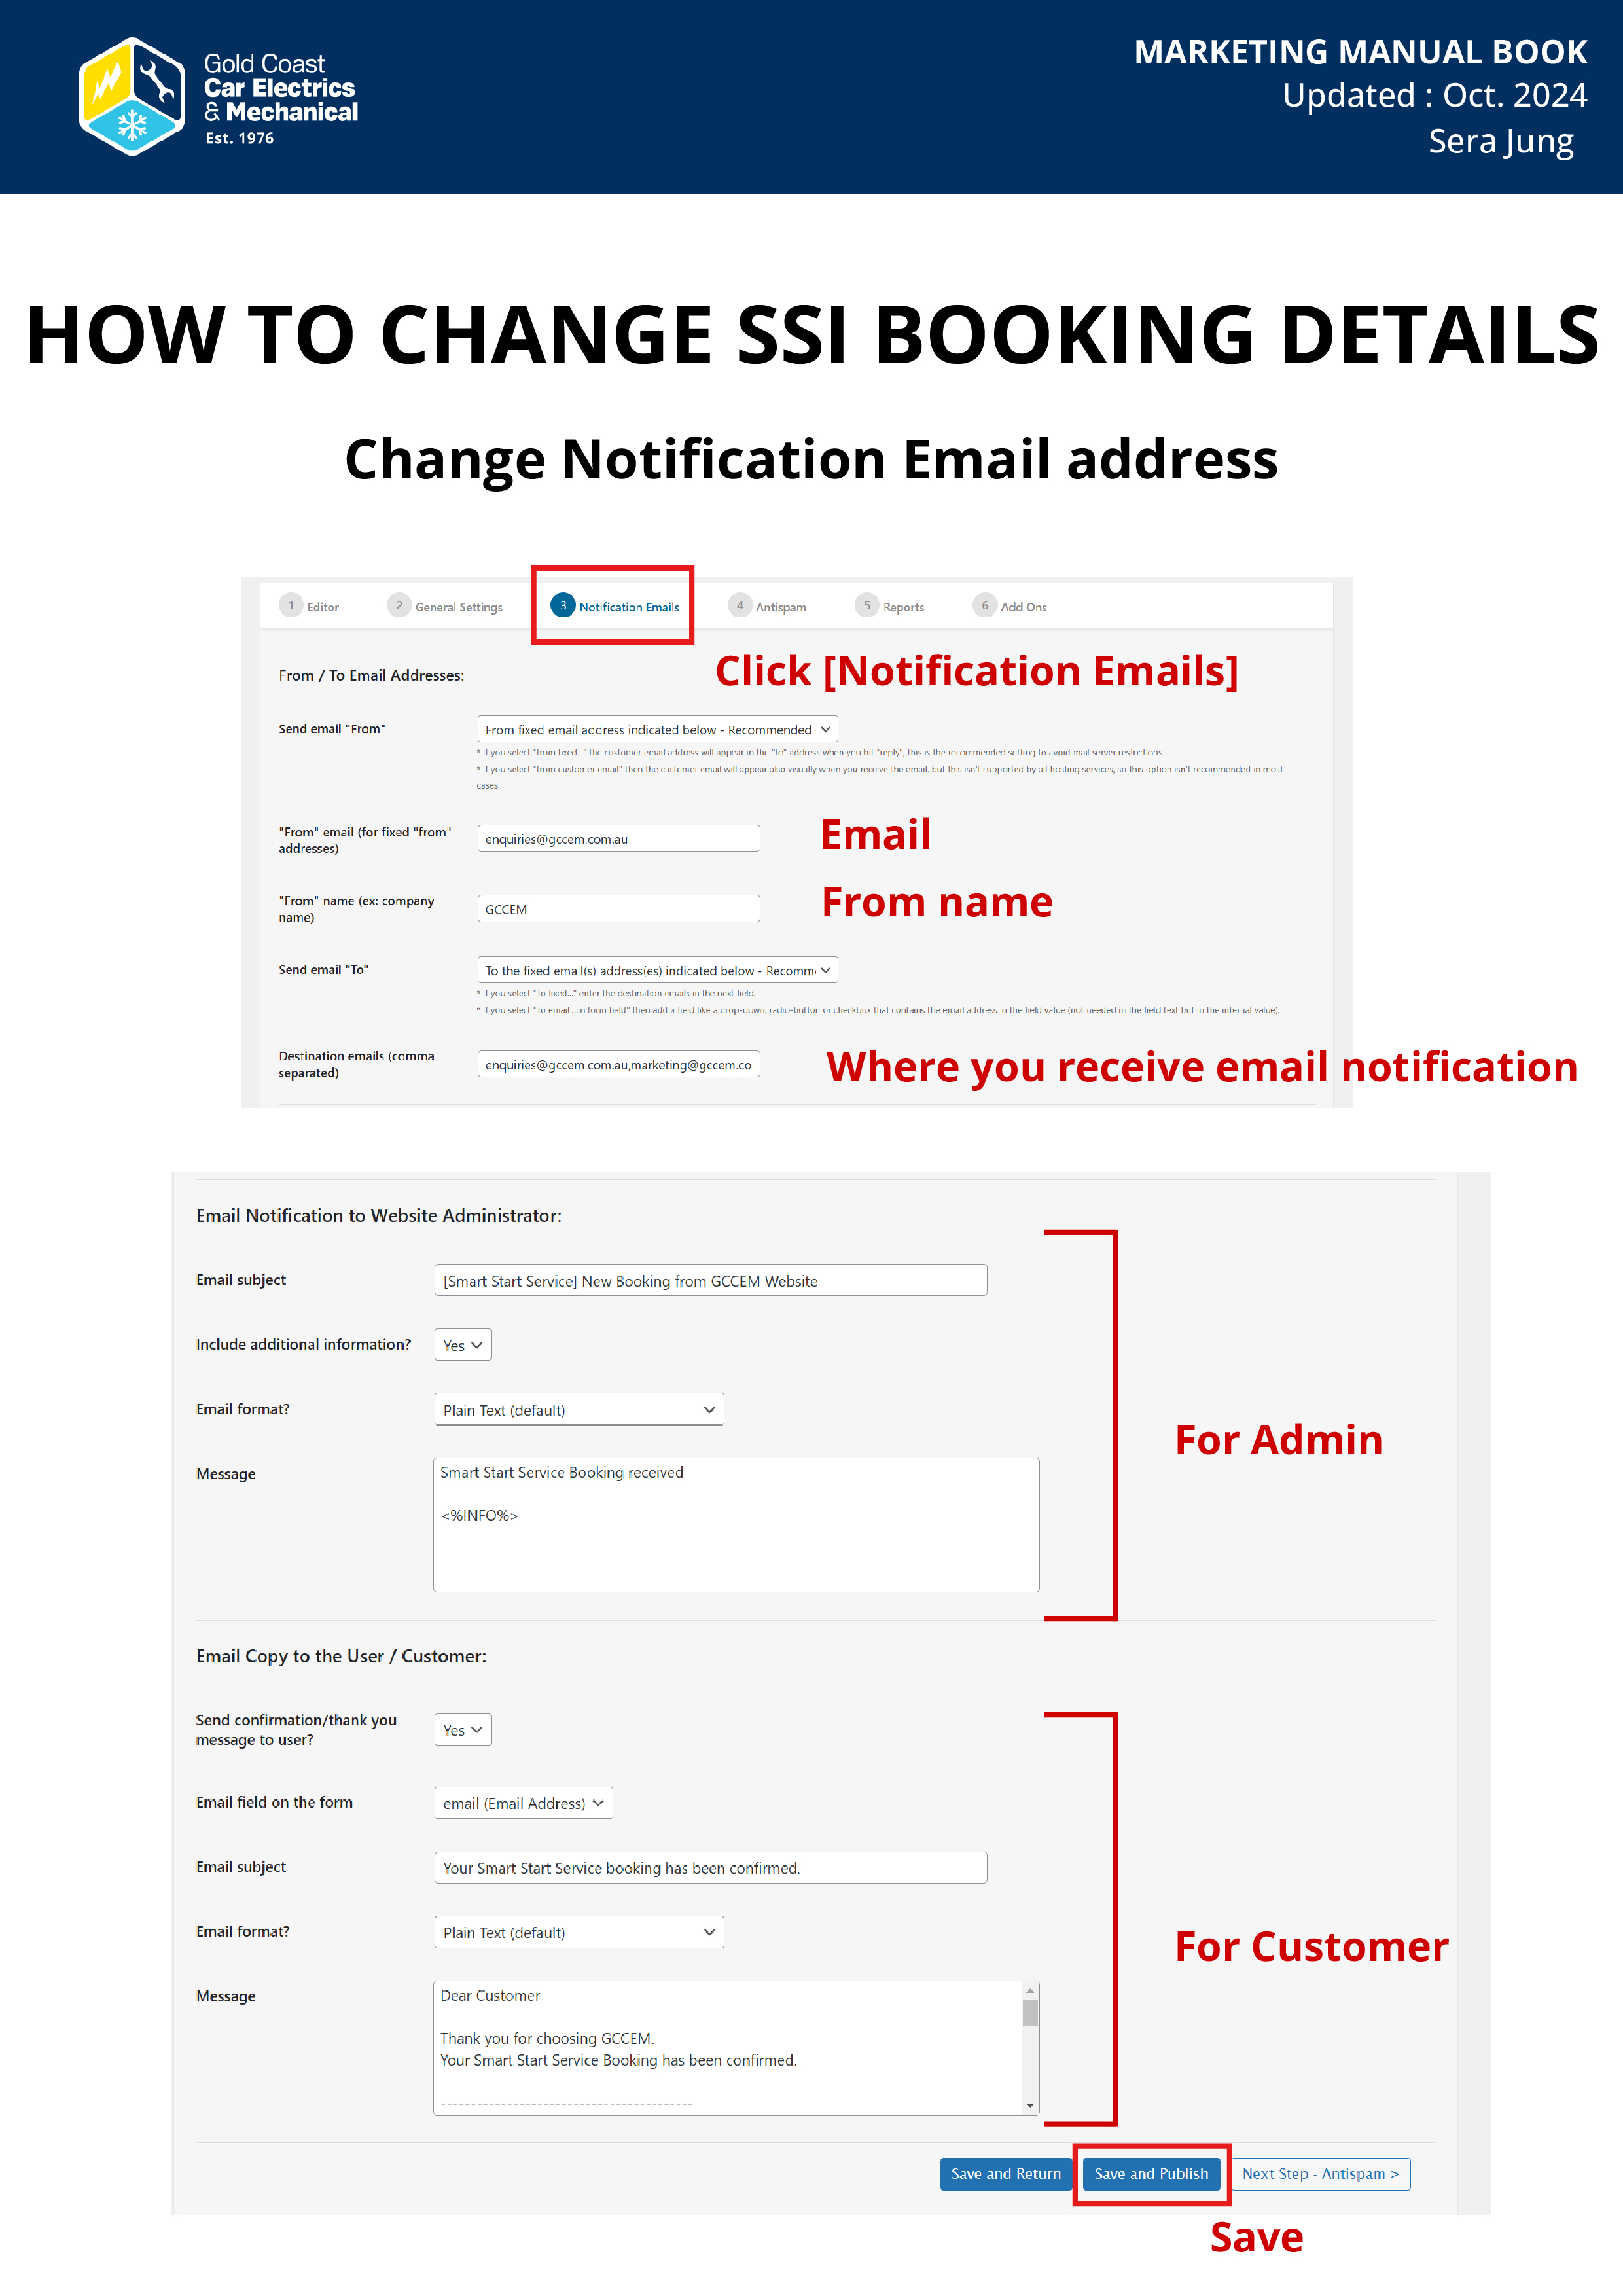 Gold Coast
Car Electrics
& Mechanical
Est. 1976
MARKETING MANUAL BOOK
Updated : Oct. 2024
Sera Jung
HOW TO CHANGE SSI BOOKING DETAILS
Change Notification Email address
1 Editor 2 General Settings 3 Notification Emails 4 Antispam 5 Reports 6 Add Ons
Click [Notification Emails]
From / To Email Addresses:
Send email "From" From fixed email address indicated below - Recommended
* If you select "from fixed..." the customer email address will appear in the "to" address when you hit "reply", this is the recommended setting to avoid mail server restrictions.
* If you select "from customer email" then the customer email will appear also visually when you receive the email. but this isn't supported by all hosting services, so this option isn't recommended in most
cases.
"From" email (for fixed "from"
addresses)
enquiries@gccem.com.au
Email
"From" name (ex: company
name)
GCCEM
From name
Send email "To" To the fixed email(s) address(es) indicated below - Recomm
* If you select "To fixed..." enter the destination emails in the next field.
* If you select "To email ...in form field" then add a field like a drop-down, radio-button or checkbox that contains the email address in the field value (not needed in the field text but in the internal value).
Destination emails (comma
separated)
enquiries@gccem.com.au,marketing@gccem.co
Where you receive email notification
Email Notification to Website Administrator:
Email subject [Smart Start Service] New Booking from GCCEM Website
Include additional information? Yes
Email format? Plain Text (default)
For Admin
Message Smart Start Service Booking received
<%INFO%>
Email Copy to the User / Customer:
Send confirmation/thank you
message to user?
Yes
Email field on the form email (Email Address)
Email subject Your Smart Start Service booking has been confirmed.
Email format? Plain Text (default)
For Customer
Message Dear Customer
Thank you for choosing GCCEM.
Your Smart Start Service Booking has been confirmed.
------------------------------------------
Save and Return Save and Publish Next Step - Antispam >
Save